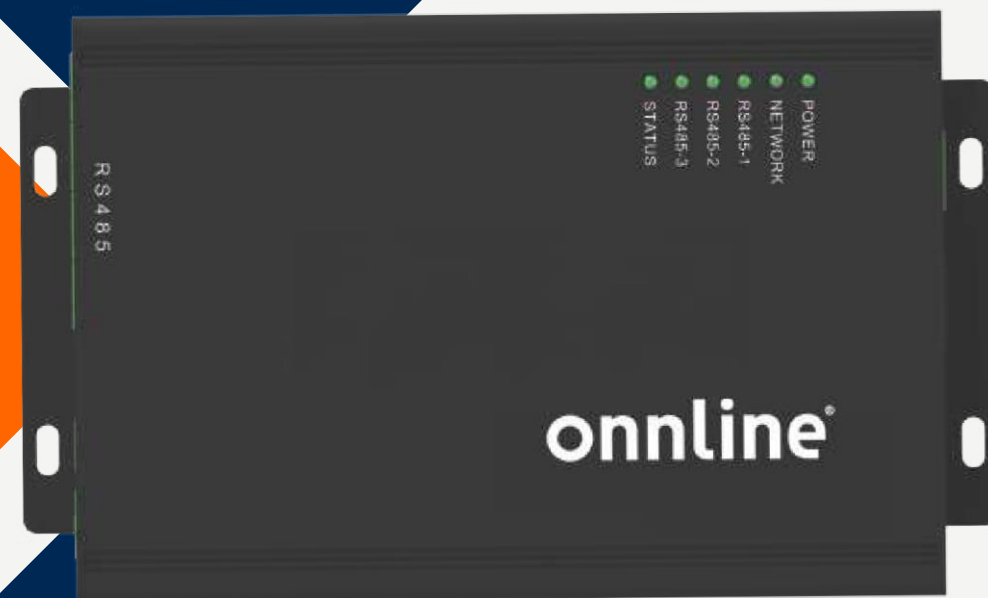 POWER
NETWORK
RS485-1
RS485-2
RS485-3
STATUS
RS485
onnline®